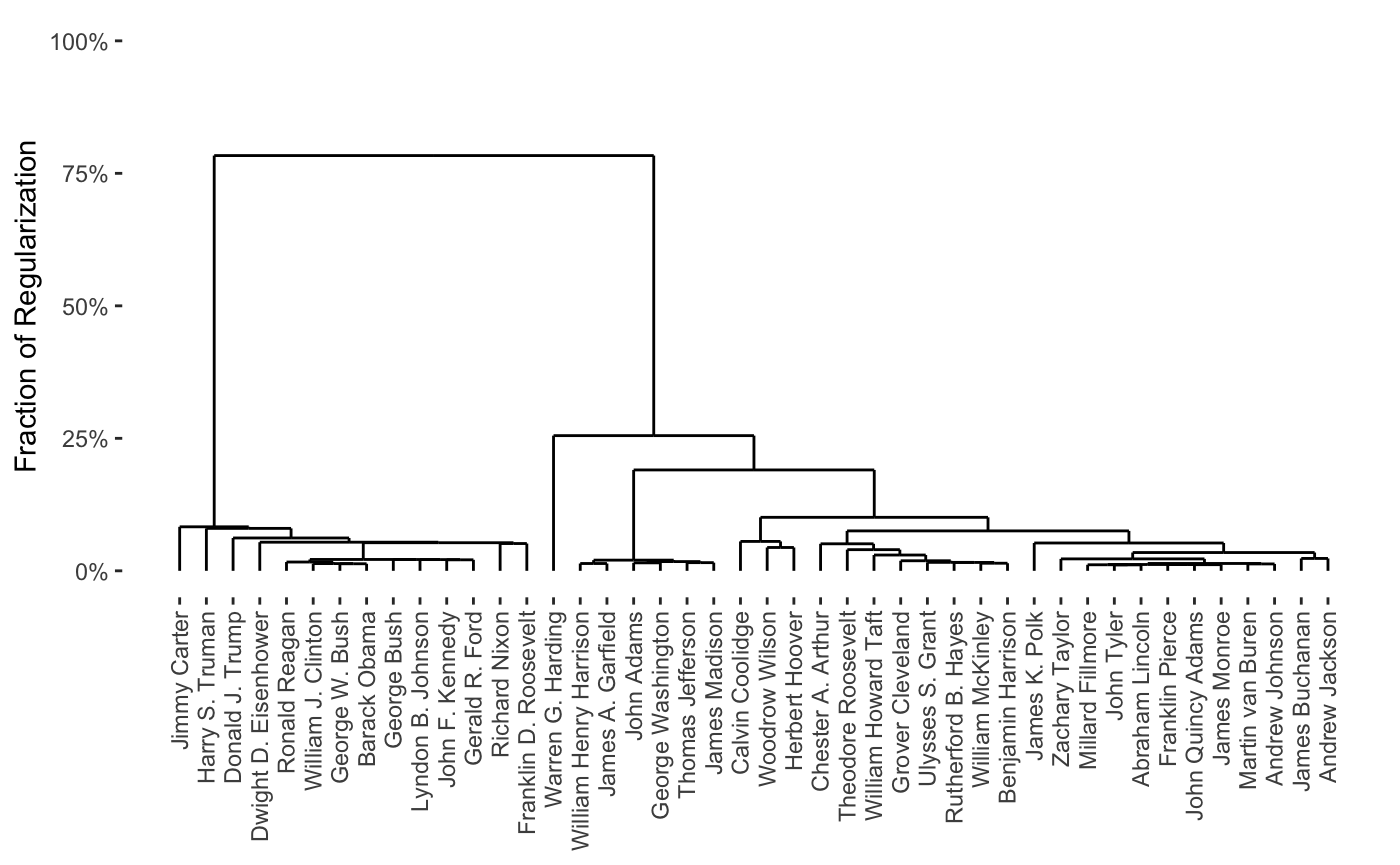 100%
75%
50%
25%
0%
Fraction of Regularization
Jimmy Carter
Harry S. Truman
Donald J. Trump
Dwight D. Eisenhower
Ronald Reagan
William J. Clinton
George W. Bush
Barack Obama
George Bush
Lyndon B. Johnson
John F. Kennedy
Gerald R. Ford
Richard Nixon
Franklin D. Roosevelt
Warren G. Harding
William Henry Harrison
James A. Garfield
John Adams
George Washington
Thomas Jefferson
James Madison
Calvin Coolidge
Woodrow Wilson
Herbert Hoover
Chester A. Arthur
Theodore Roosevelt
William Howard Taft
Grover Cleveland
Ulysses S. Grant
Rutherford B. Hayes
William McKinley
Benjamin Harrison
James K. Polk
Zachary Taylor
Millard Fillmore
John Tyler
Abraham Lincoln
Franklin Pierce
John Quincy Adams
James Monroe
Martin van Buren
Andrew Johnson
James Buchanan
Andrew Jackson